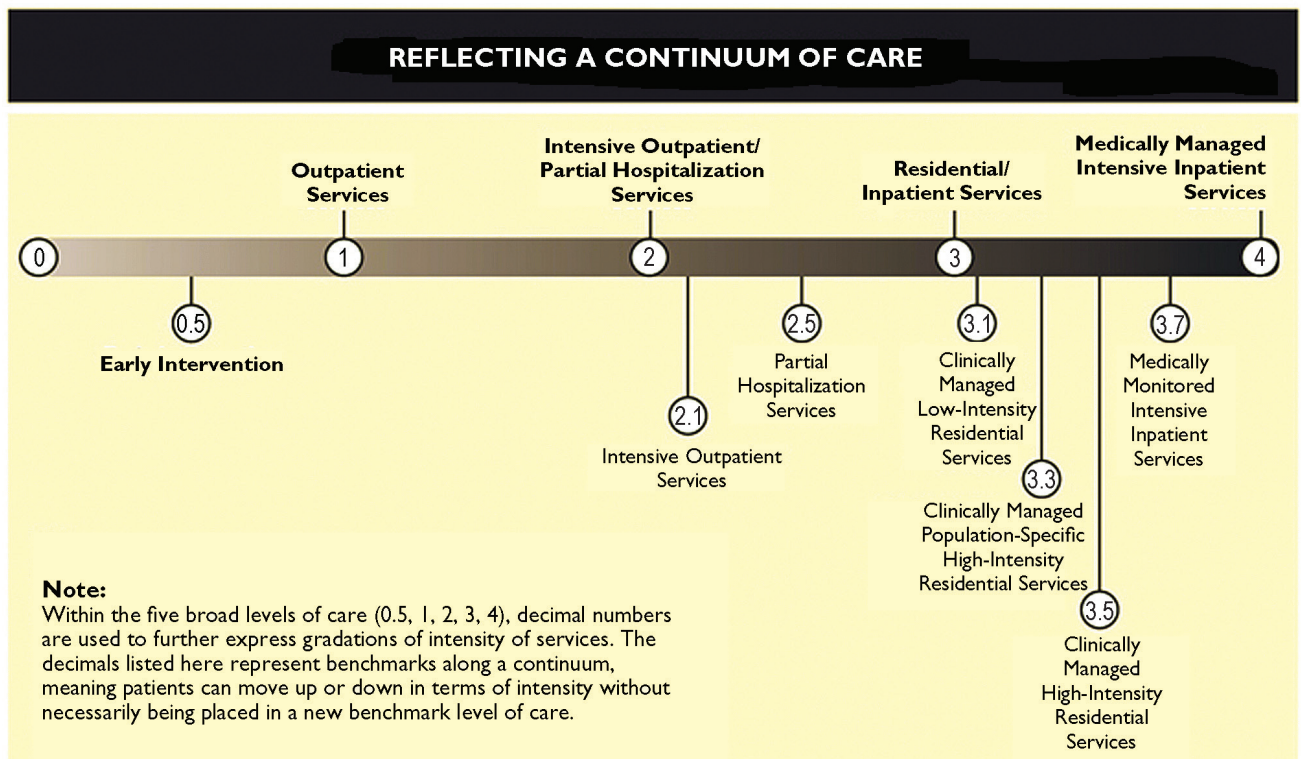 REFLECTING A CONTINUUM OF CARE
Outpatient
Services
Intensive Outpatient/
Partial Hospitalization
Services
Residential/
Inpatient Services
Medically Managed
Intensive Inpatient
Services
0
1
2
3
4
0.5
Early Intervention
2.1
Intensive Outpatient
Services
2.5
Partial
Hospitalization
Services
3.1
Clinically
Managed
Low-Intensity
Residential
Services
3.3
Clinically Managed
Population-Specific
High-Intensity
Residential Services
3.5
Clinically
Managed
High-Intensity
Residential
Services
3.7
Medically
Monitored
Intensive
Inpatient
Services
Note:
Within the five broad levels of care (0.5, 1, 2, 3, 4), decimal numbers
are used to further express gradations of intensity of services. The
decimals listed here represent benchmarks along a continuum,
meaning patients can move up or down in terms of intensity without
necessarily being placed in a new benchmark level of care.